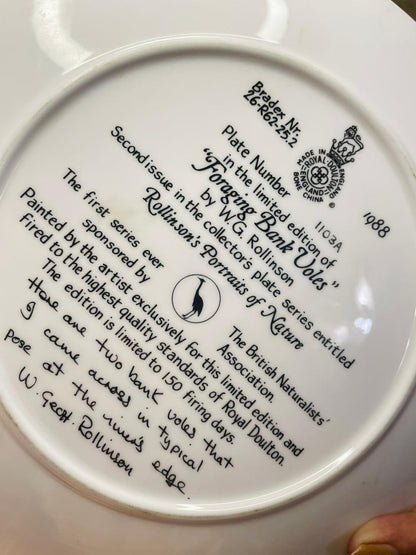 Bradex Nr.
26-R62-25.2
MADE IN
ENGLAND
ROYAL DOULTON
BONE CHINA
1988
Plate Number 1103A
in the limited edition of
"Foraging Bank Voles"
by W.G. Rollinson
Second issue in the collector's plate series entitled
Rollinson's Portraits of Nature
The first series ever
sponsored by
The British Naturalists'
Association.
Painted by the artist exclusively for this limited edition and
fired to the highest quality standards of Royal Doulton.
The edition is limited to 150 firing days.
Here are two bank voles that
I came across in typical
pose at the river's edge.
W. Geof. Rollinson